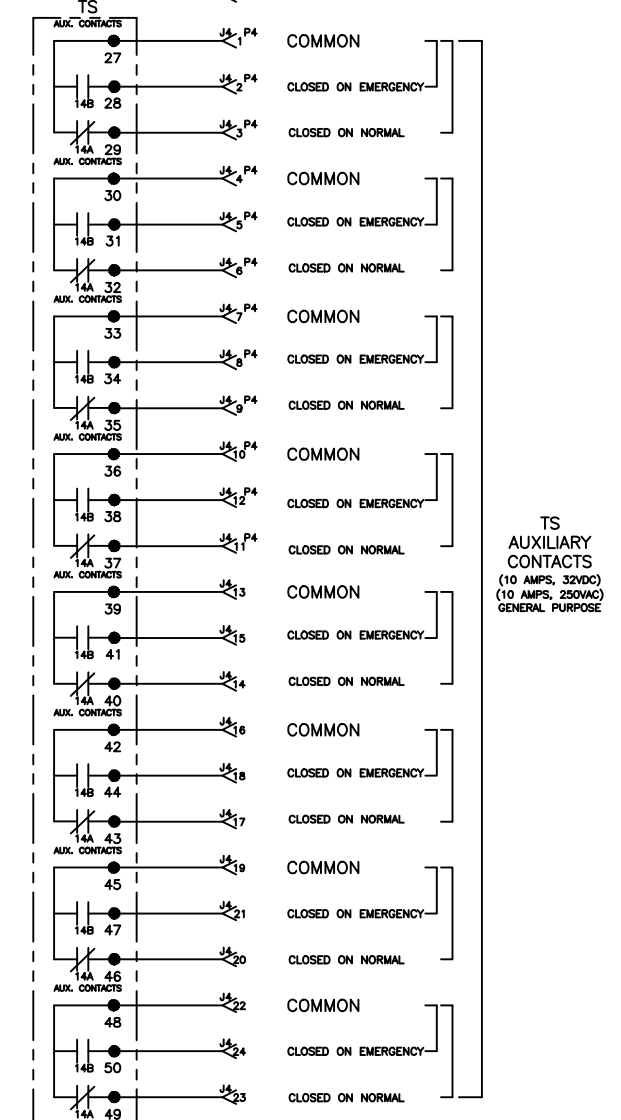 TS
AUX. CONTACTS
J4 1 P4 COMMON
27
J4 2 P4 CLOSED ON EMERGENCY
14B 28
J4 3 P4 CLOSED ON NORMAL
14A 29
AUX. CONTACTS
J4 4 P4 COMMON
30
J4 5 P4 CLOSED ON EMERGENCY
14B 31
J4 6 P4 CLOSED ON NORMAL
14A 32
AUX. CONTACTS
J4 7 P4 COMMON
33
J4 8 P4 CLOSED ON EMERGENCY
14B 34
J4 9 P4 CLOSED ON NORMAL
14A 35
AUX. CONTACTS
J4 10 P4 COMMON
36
J4 12 P4 CLOSED ON EMERGENCY
14B 38
J4 11 P4 CLOSED ON NORMAL
14A 37
AUX. CONTACTS
J4 13 COMMON
39
J4 15 CLOSED ON EMERGENCY
14B 41
J4 14 CLOSED ON NORMAL
14A 40
AUX. CONTACTS
J4 16 COMMON
42
J4 18 CLOSED ON EMERGENCY
14B 44
J4 17 CLOSED ON NORMAL
14A 43
AUX. CONTACTS
J4 19 COMMON
45
J4 21 CLOSED ON EMERGENCY
14B 47
J4 20 CLOSED ON NORMAL
14A 46
AUX. CONTACTS
J4 22 COMMON
48
J4 24 CLOSED ON EMERGENCY
14B 50
J4 23 CLOSED ON NORMAL
14A 49
TS
AUXILIARY
CONTACTS
(10 AMPS, 32VDC)
(10 AMPS, 250VAC)
GENERAL PURPOSE